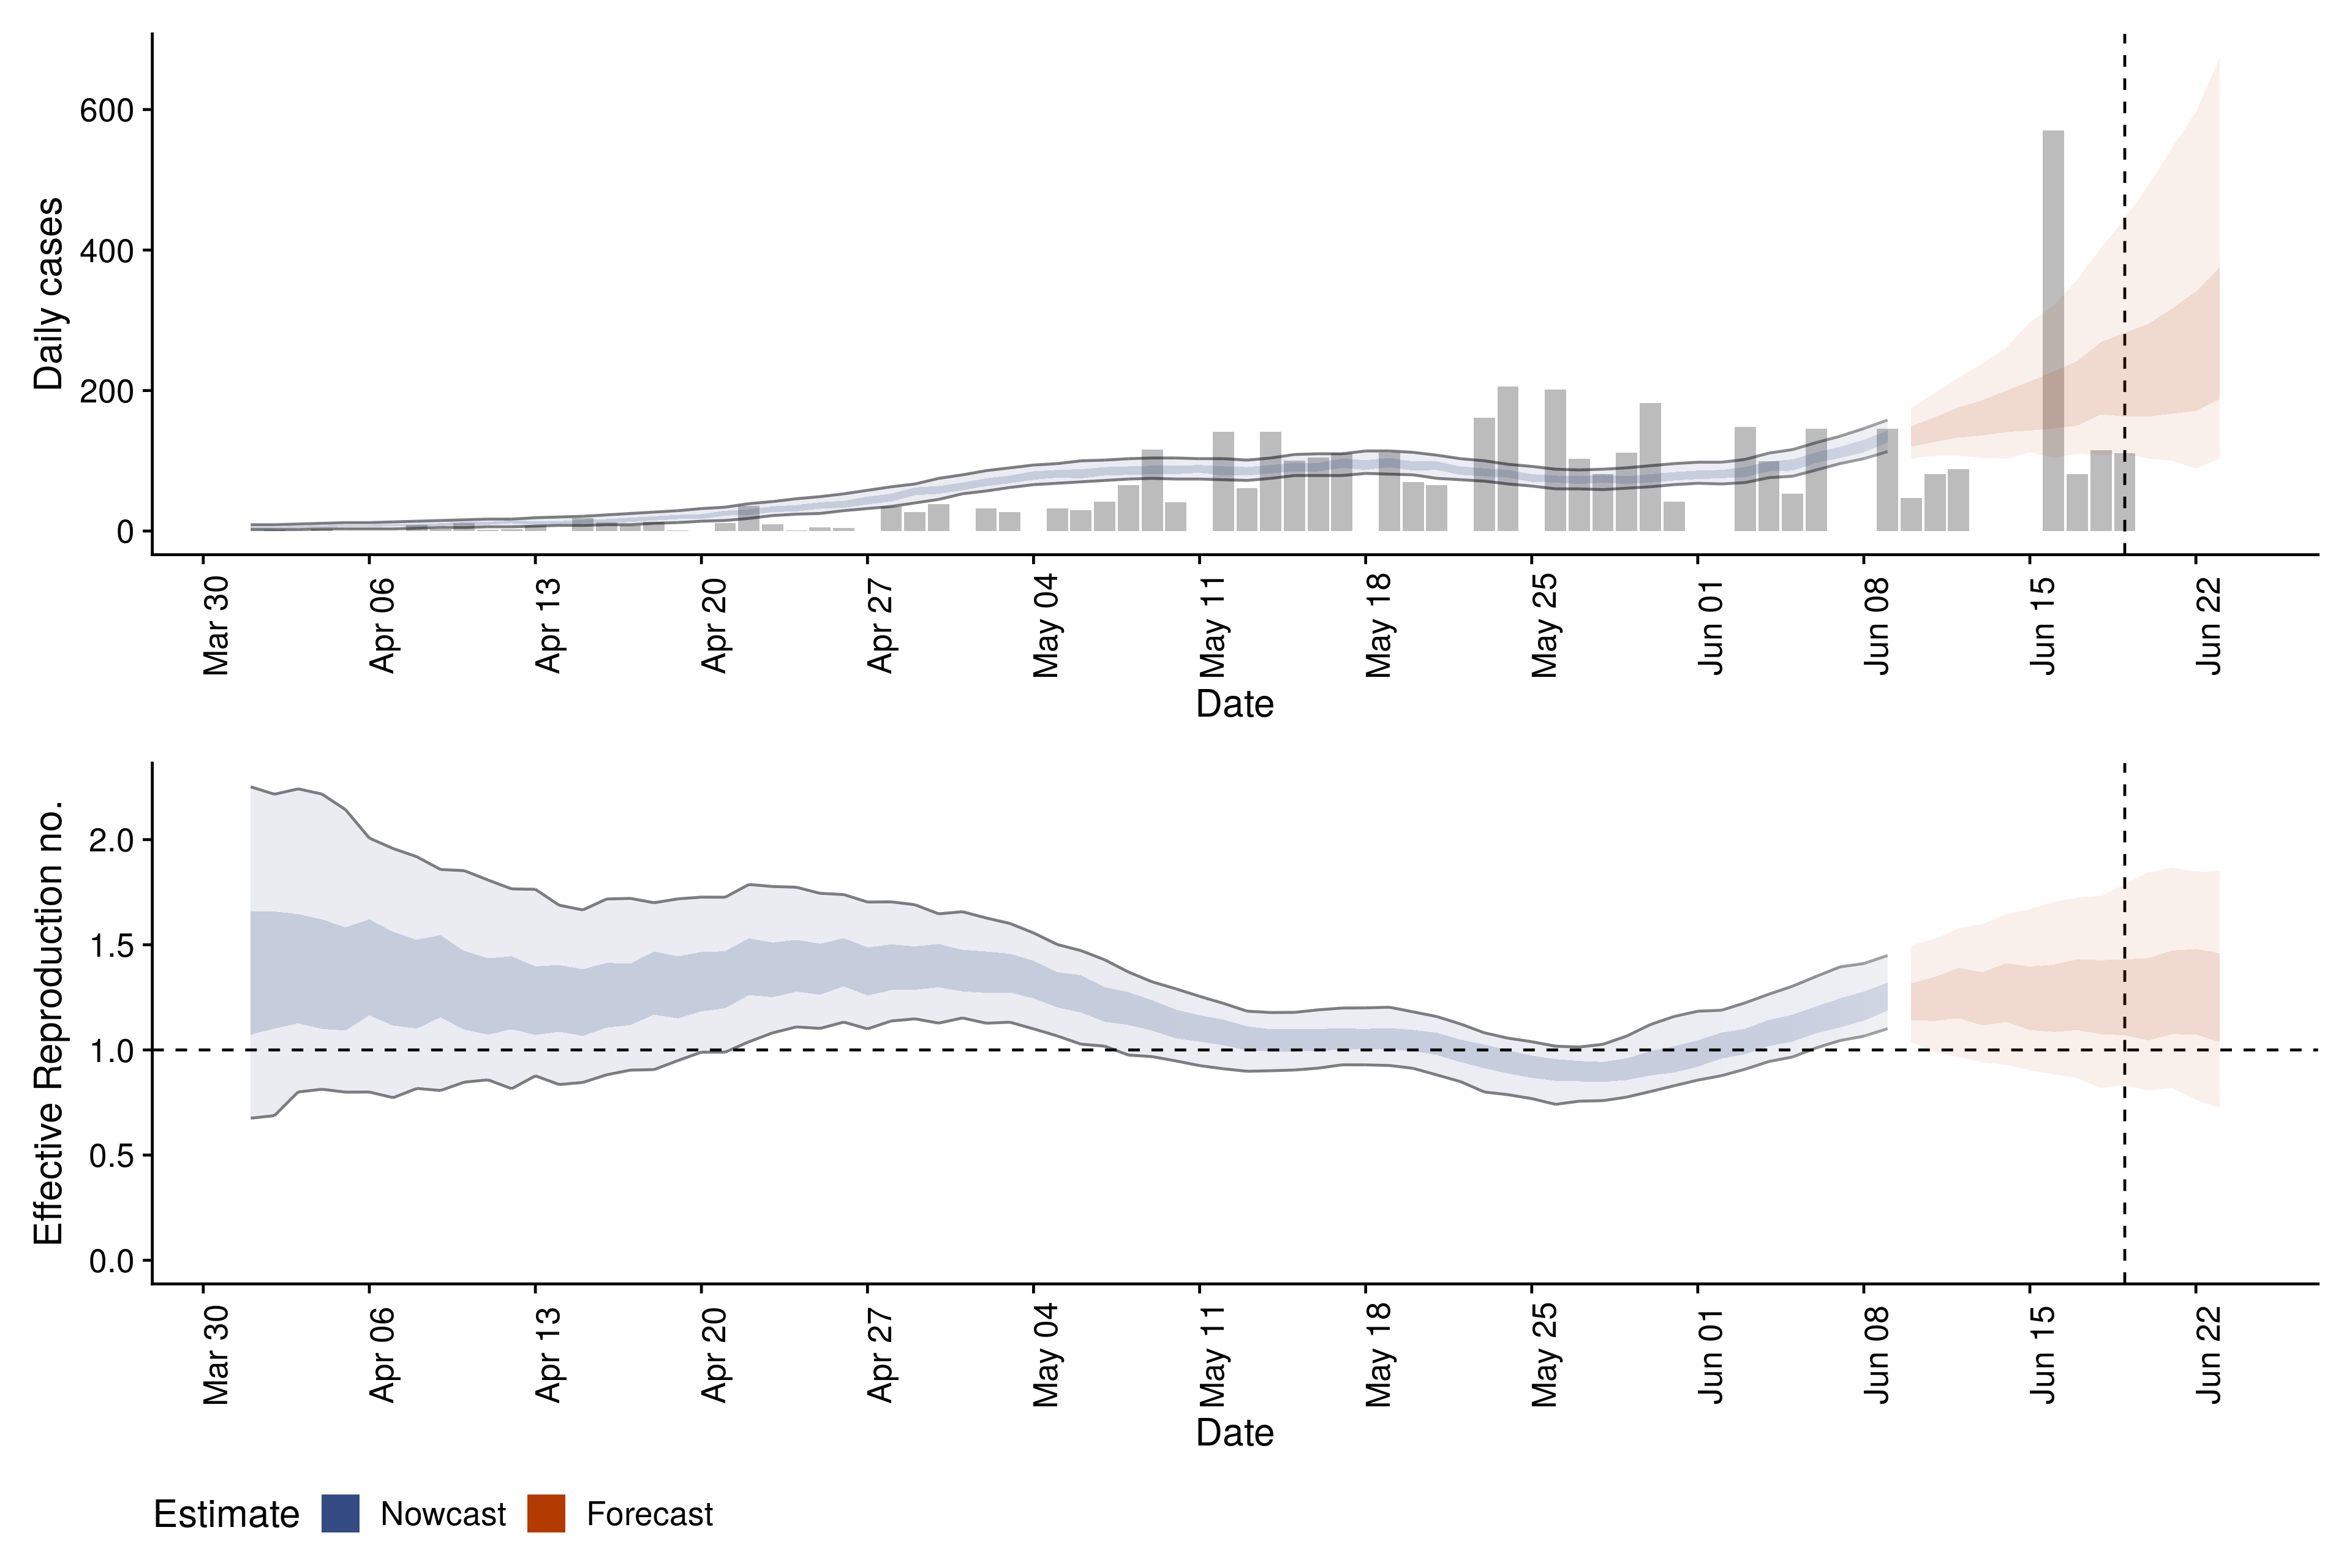 Daily cases
600
400
200
0
Mar 30
Apr 06
Apr 13
Apr 20
Apr 27
May 04
May 11
May 18
May 25
Jun 01
Jun 08
Jun 15
Jun 22
Date
Effective Reproduction no.
2.0
1.5
1.0
0.5
0.0
Mar 30
Apr 06
Apr 13
Apr 20
Apr 27
May 04
May 11
May 18
May 25
Jun 01
Jun 08
Jun 15
Jun 22
Date
Estimate Nowcast Forecast